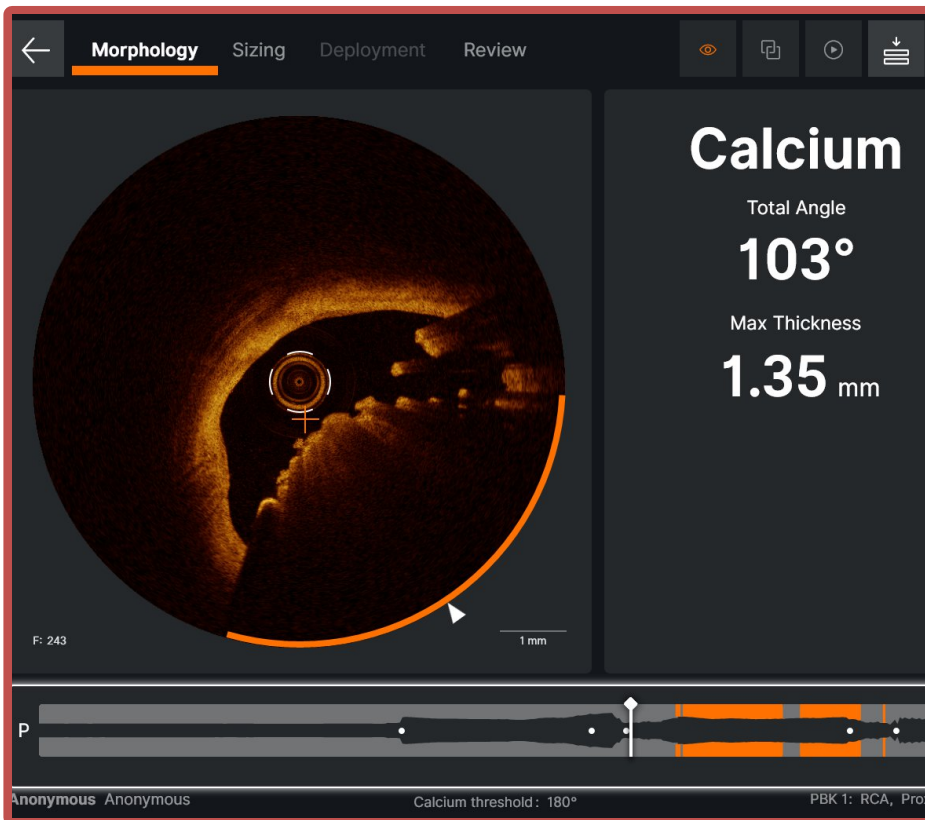 Morphology Sizing Deployment Review
Calcium
Total Angle
103°
Max Thickness
1.35 mm
F: 243
1 mm
P
Anonymous Anonymous
Calcium threshold: 180°
PBK 1: RCA, Pro